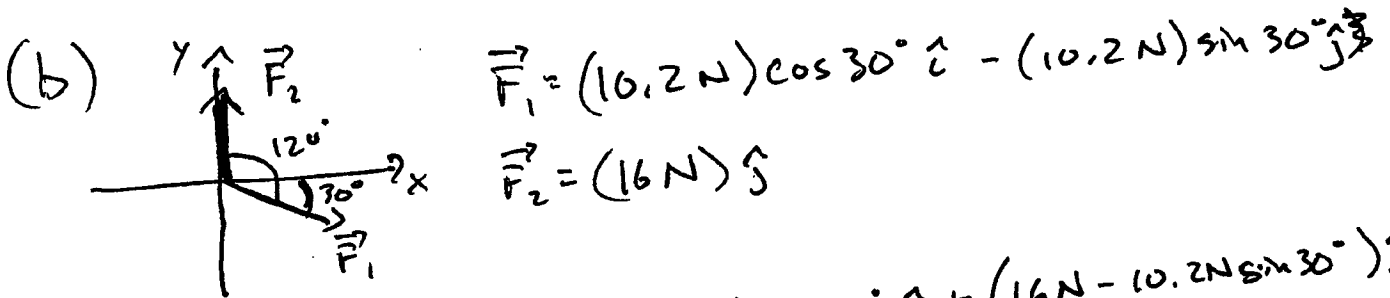 (b)
y
F⃗₂
120°
x
30°
F⃗₁
F⃗₁ = (10.2 N) cos 30° î - (10.2 N) sin 30° ĵ
F⃗₂ = (16 N) ĵ
î + (16N - 10.2N sin 30°)